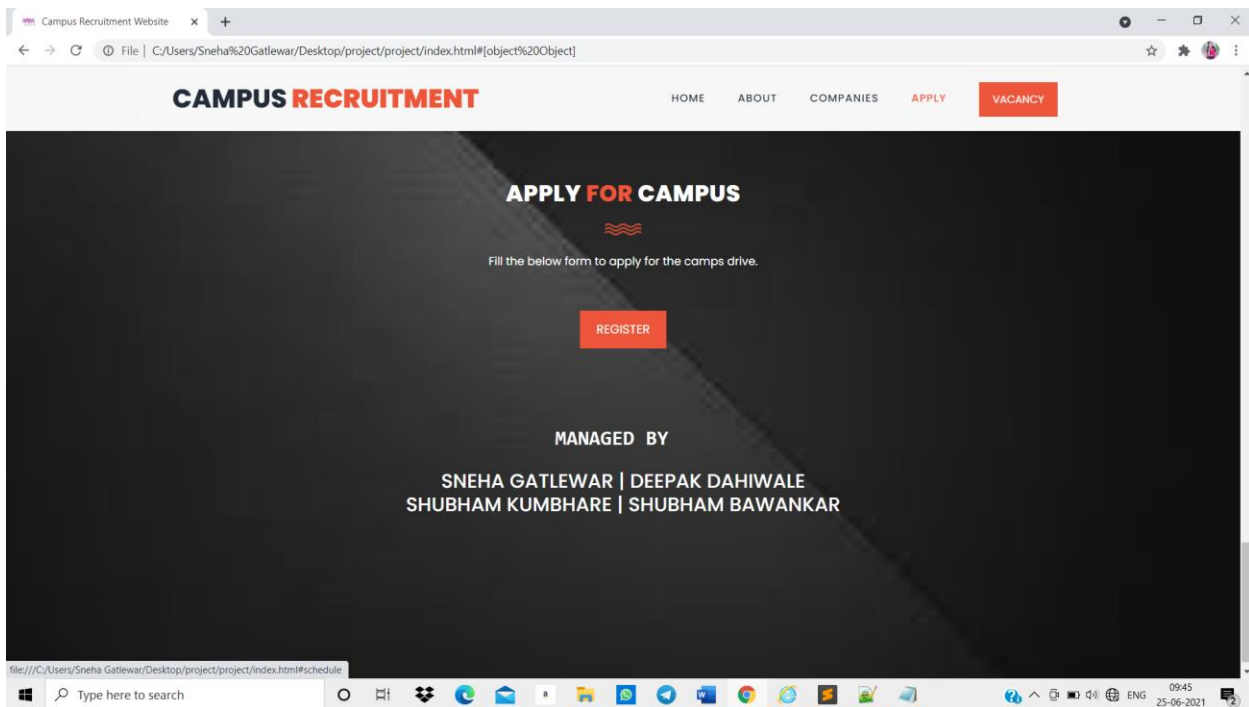 Campus Recruitment Website
File | C:/Users/Sneha%20Gatlewar/Desktop/project/project/index.html#[object%20Object]
CAMPUS RECRUITMENT
HOME ABOUT COMPANIES APPLY VACANCY
APPLY FOR CAMPUS
Fill the below form to apply for the camps drive.
REGISTER
MANAGED BY
SNEHA GATLEWAR | DEEPAK DAHIWALE
SHUBHAM KUMBHARE | SHUBHAM BAWANKAR
file:///C:/Users/Sneha Gatlewar/Desktop/project/project/index.html#schedule
Type here to search
a
ENG
09:45
25-06-2021
2